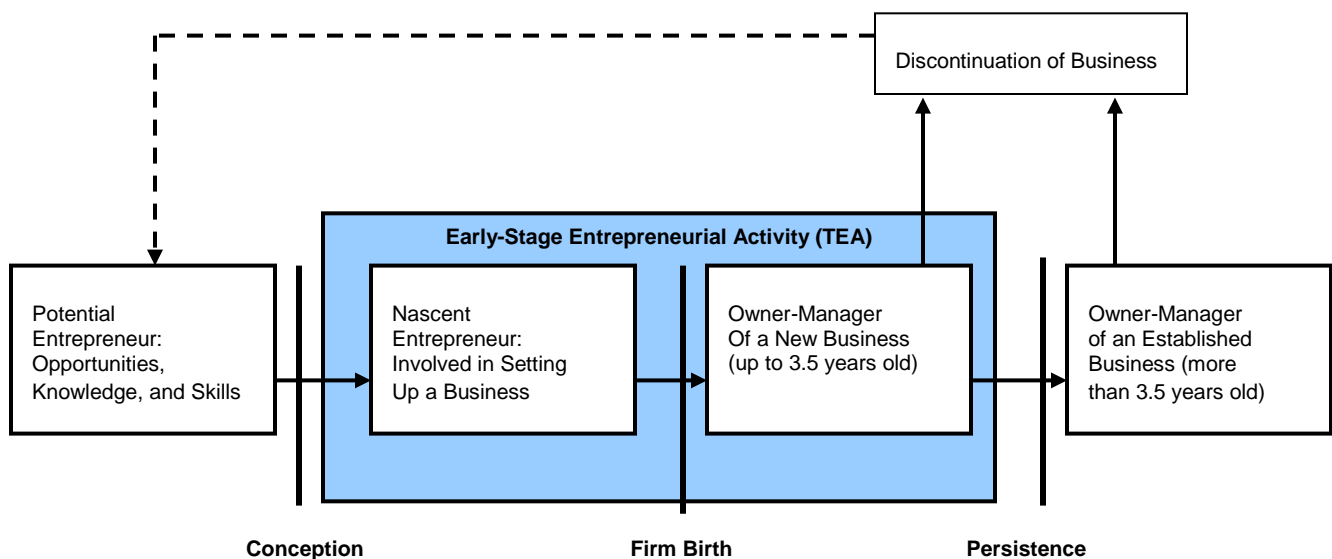 Discontinuation of Business
Early-Stage Entrepreneurial Activity (TEA)
Potential
Entrepreneur:
Opportunities,
Knowledge, and Skills
Nascent
Entrepreneur:
Involved in Setting
Up a Business
Owner-Manager
Of a New Business
(up to 3.5 years old)
Owner-Manager
of an Established
Business (more
than 3.5 years old)
Conception
Firm Birth
Persistence